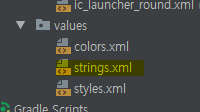 ic_launcher_round.xml
values
colors.xml
strings.xml
styles.xml
Gradle Scripts